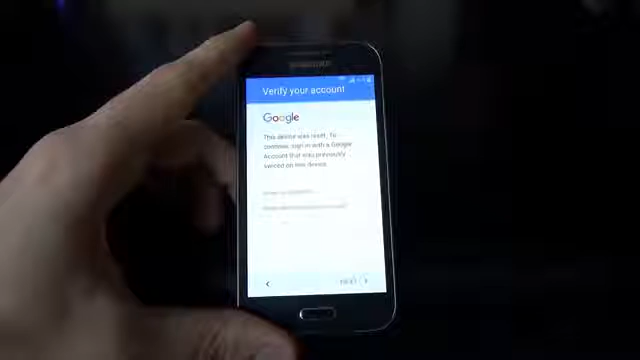 SAMSUNG
Verify your account
Google
This device was reset. To
continue, sign in with a Google
Account that was previously
synced on this device.
NEXT